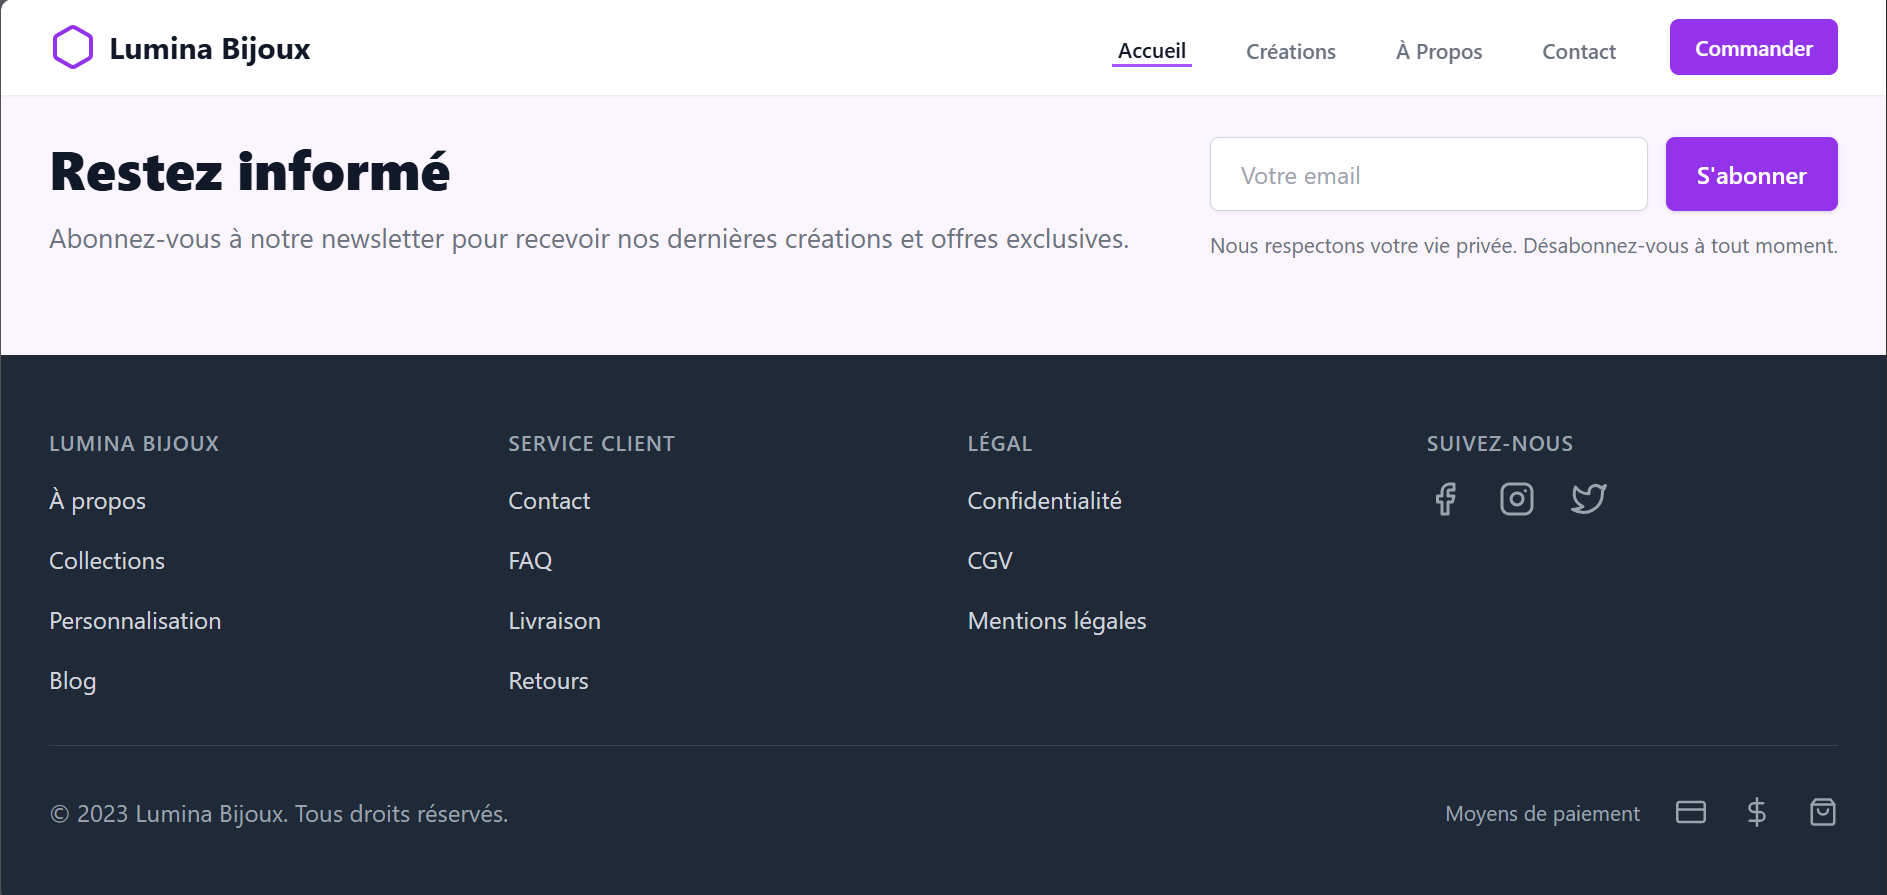 Lumina Bijoux
Accueil
Créations
À Propos
Contact
Commander
Restez informé
Abonnez-vous à notre newsletter pour recevoir nos dernières créations et offres exclusives.
Votre email
S'abonner
Nous respectons votre vie privée. Désabonnez-vous à tout moment.
LUMINA BIJOUX
À propos
Collections
Personnalisation
Blog
SERVICE CLIENT
Contact
FAQ
Livraison
Retours
LÉGAL
Confidentialité
CGV
Mentions légales
SUIVEZ-NOUS
© 2023 Lumina Bijoux. Tous droits réservés.
Moyens de paiement